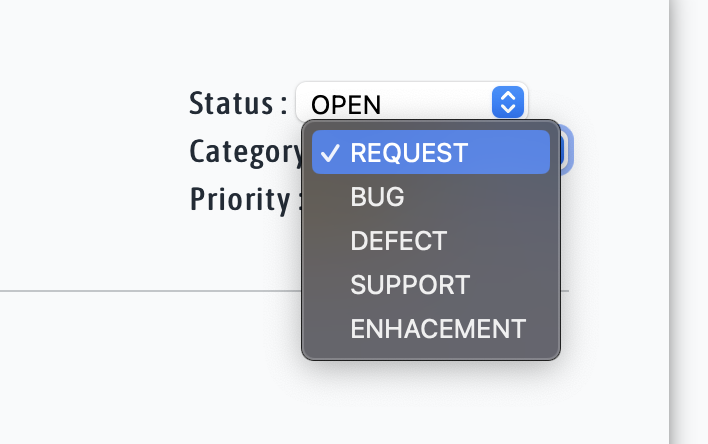 Status : OPEN
Category
Priority :
✓ REQUEST
BUG
DEFECT
SUPPORT
ENHACEMENT